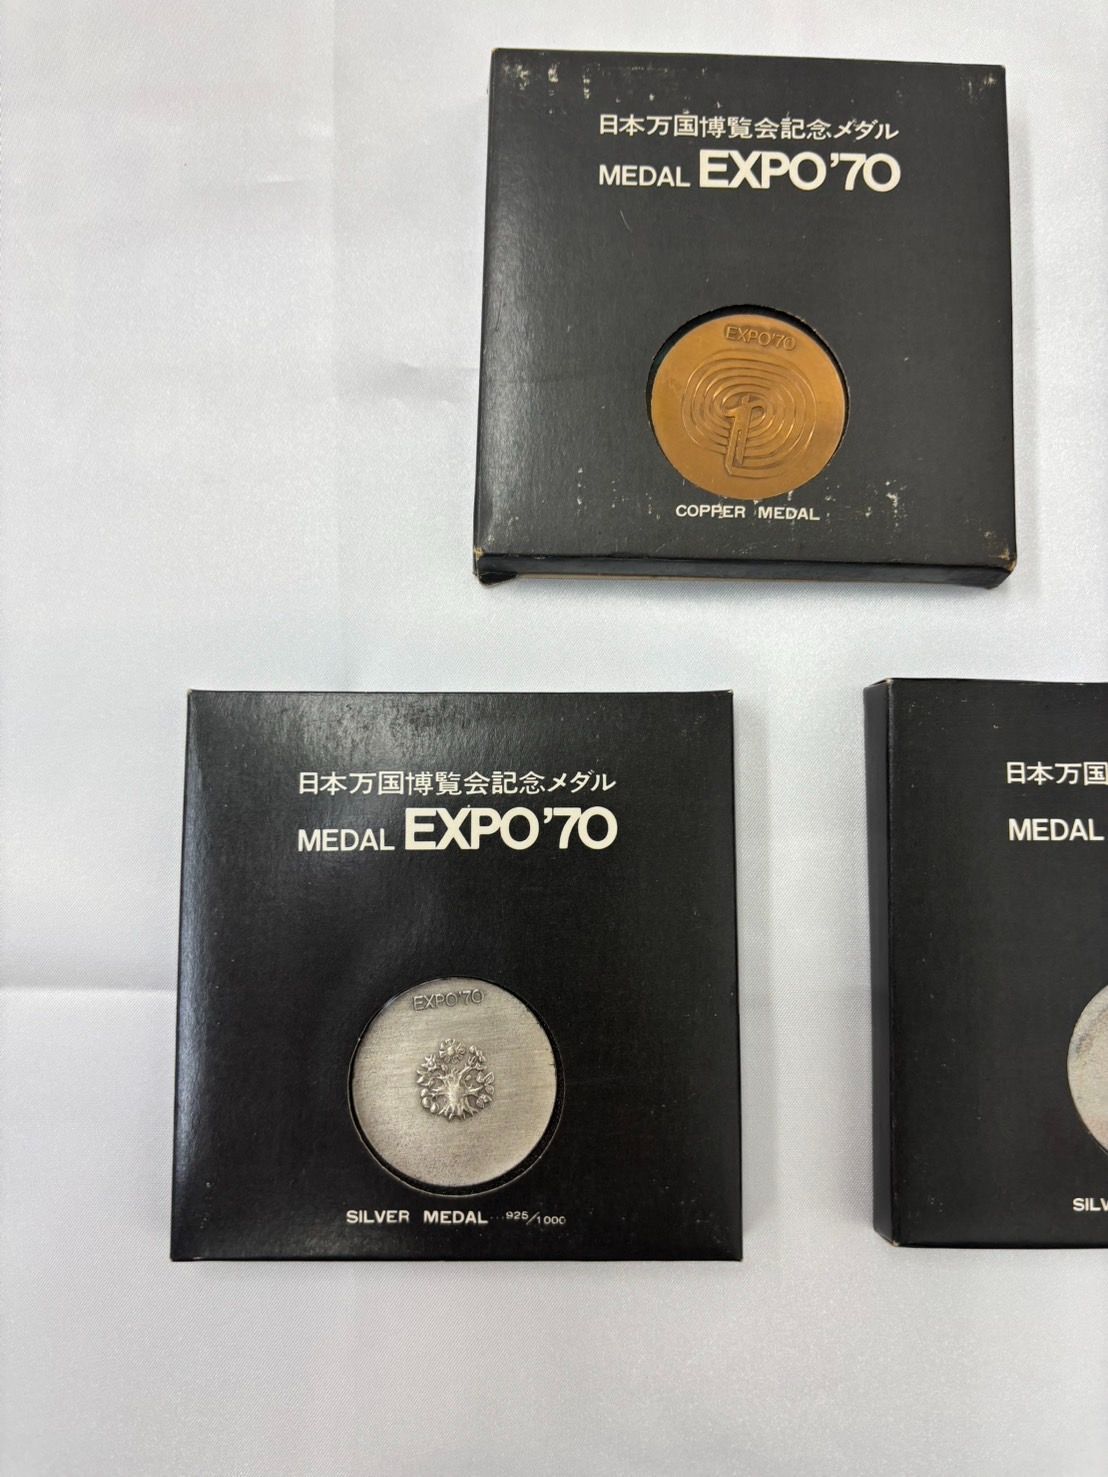 日本万国博覧会記念メダル
MEDAL EXPO'70
EXPO'70
COPPER MEDAL
日本万国博覧会記念メダル
MEDAL EXPO'70
EXPO'70
SILVER MEDAL...925/1000
日本万国
MEDAL
SILV